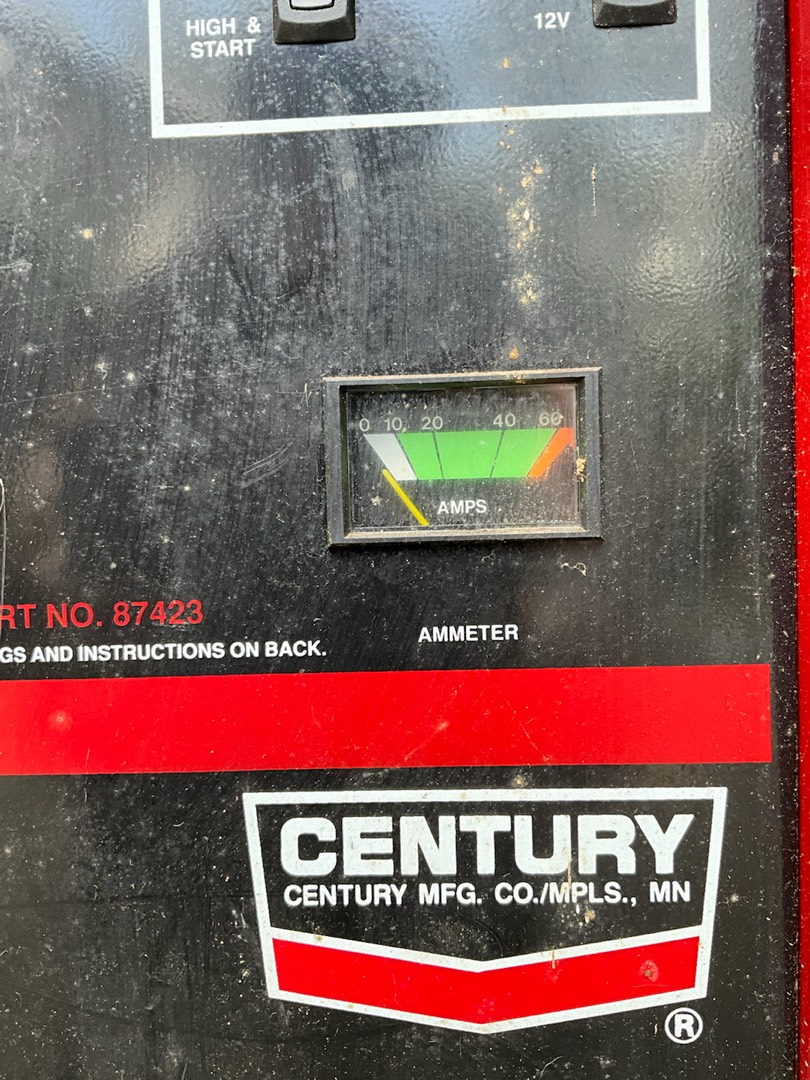 HIGH &
START
12V
0 10 20 40 60
AMPS
RT NO. 87423
GS AND INSTRUCTIONS ON BACK.
AMMETER
CENTURY
CENTURY MFG. CO./MPLS., MN
®